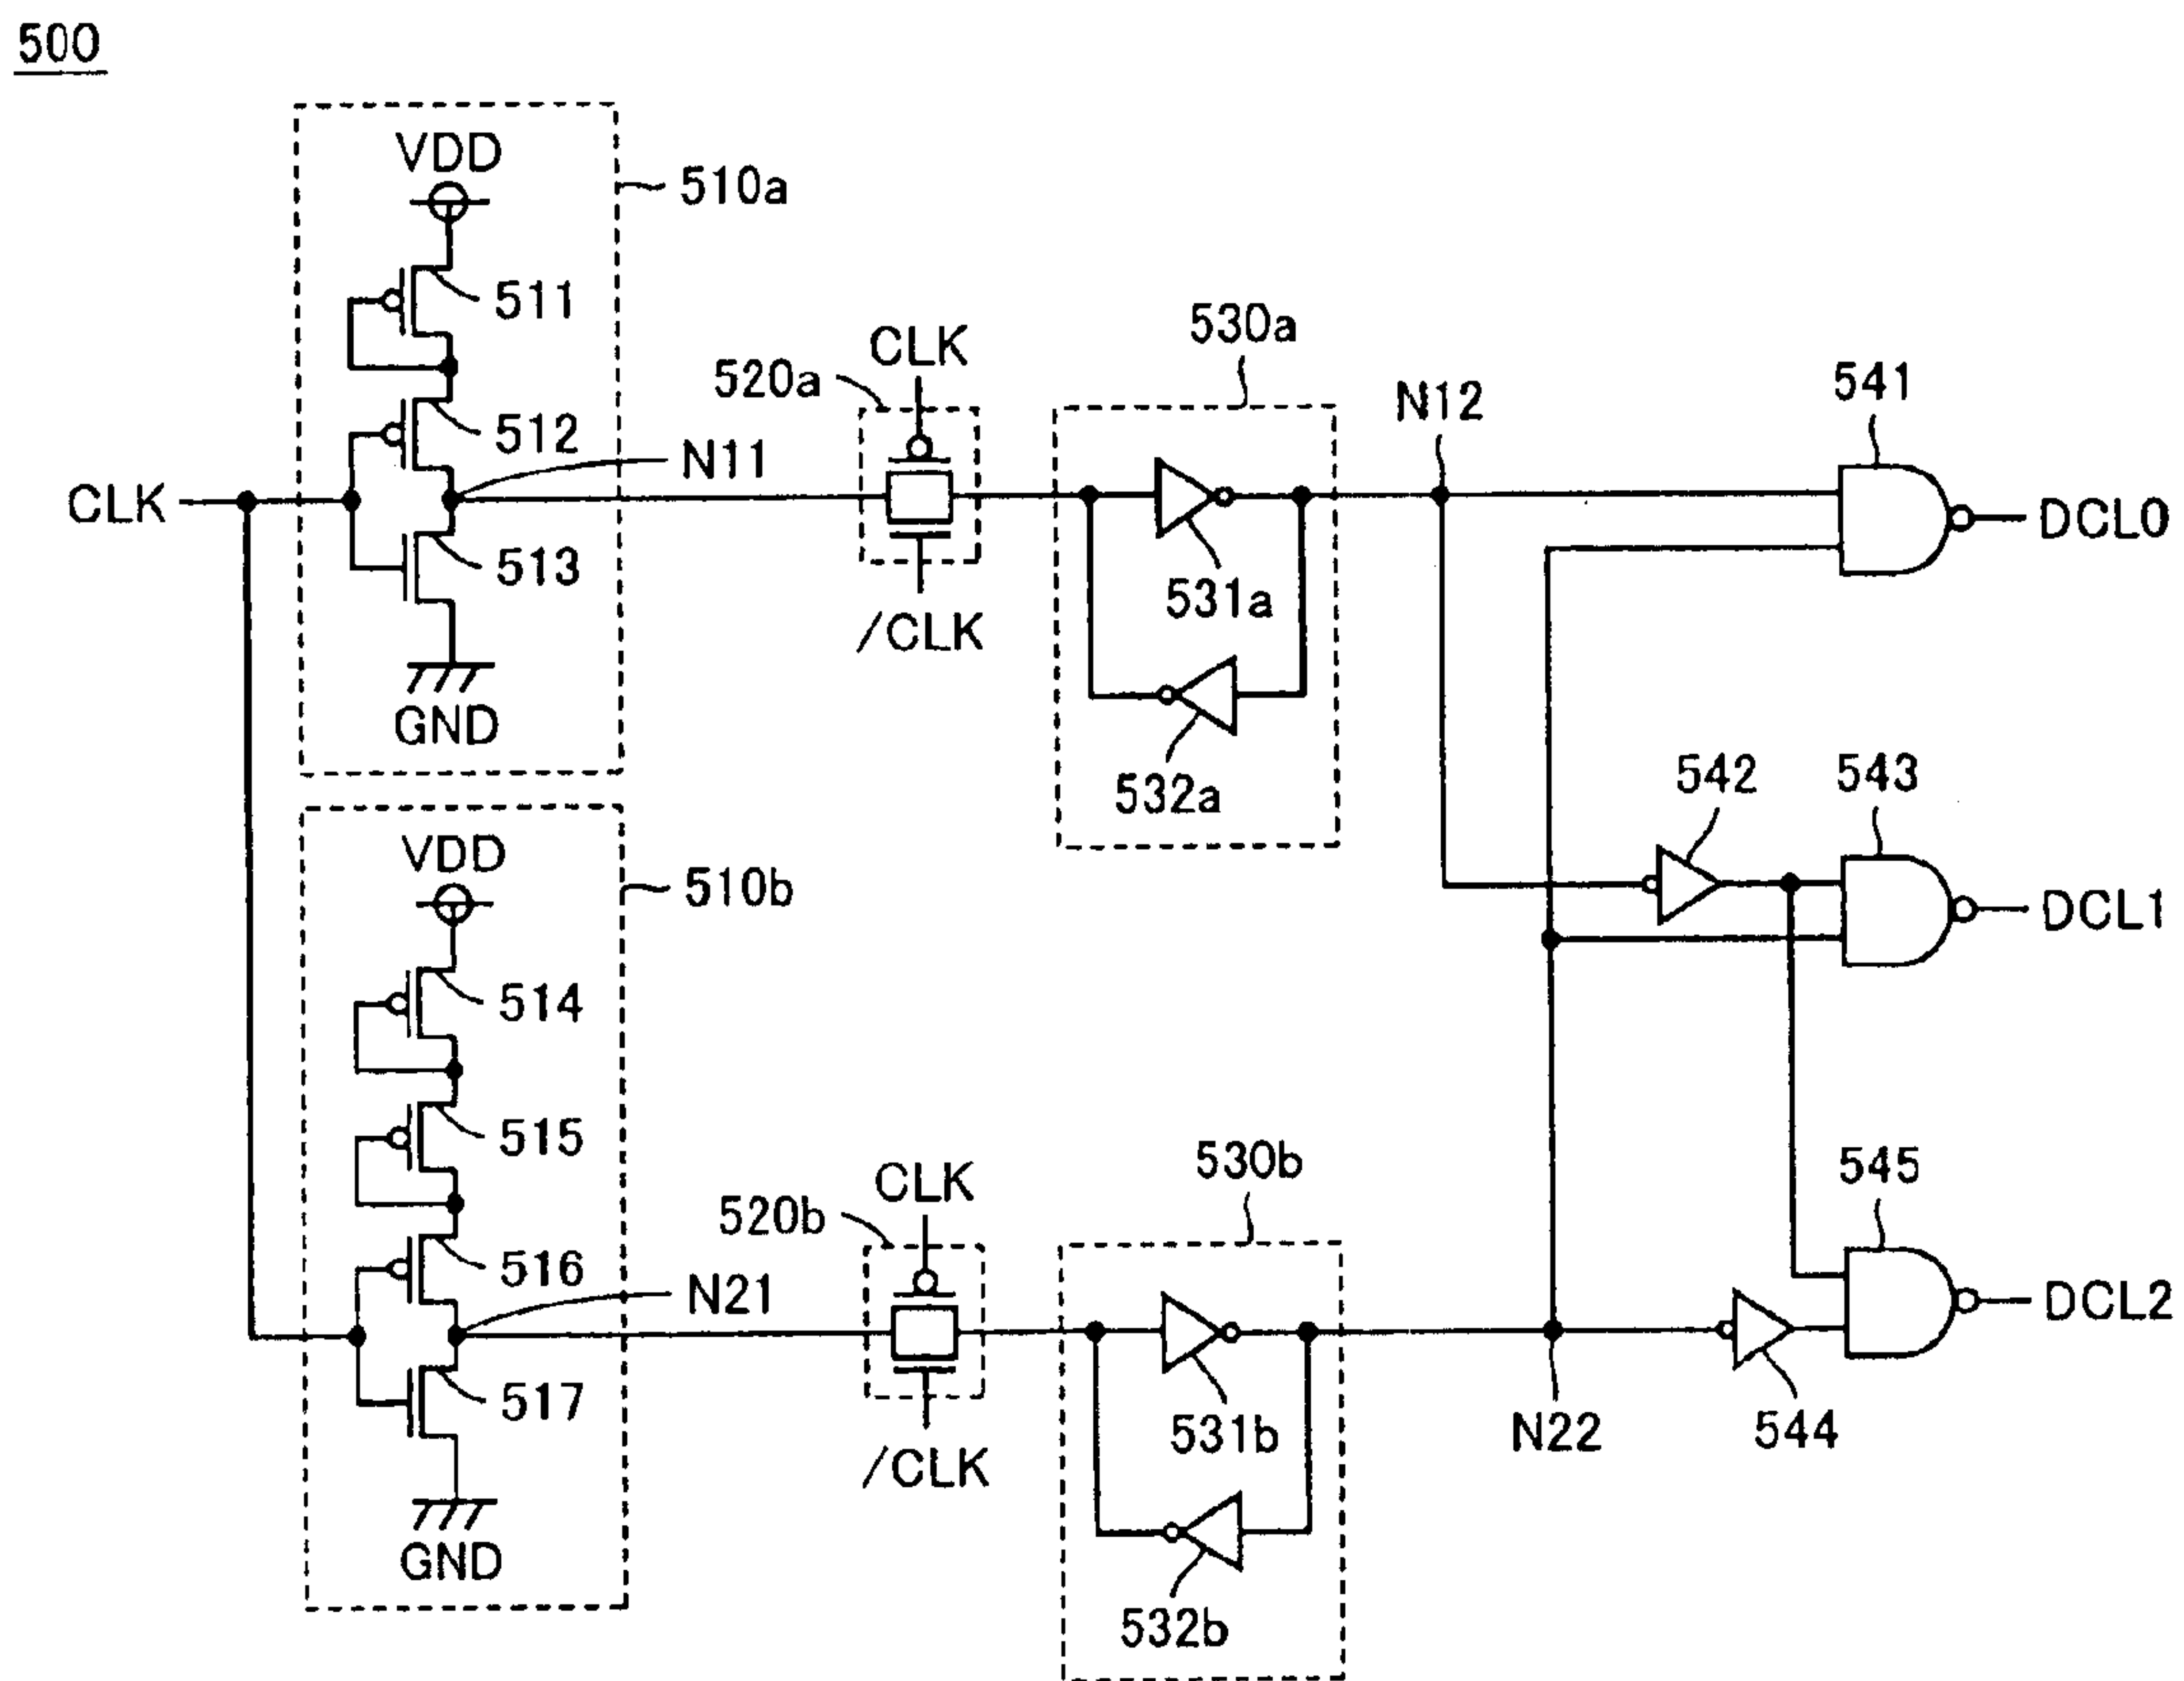 500
VDD
510a
511
512
N11
513
GND
CLK
CLK
520a
/CLK
530a
531a
532a
N12
541
DCL0
542
543
DCL1
VDD
510b
514
515
516
N21
517
GND
CLK
520b
/CLK
530b
531b
532b
N22
544
545
DCL2